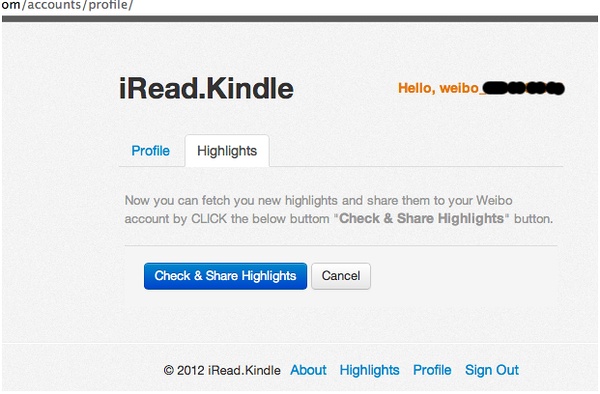 om/accounts/profile/
iRead.Kindle
Hello, weibo_
Profile Highlights
Now you can fetch you new highlights and share them to your Weibo
account by CLICK the below buttom "Check & Share Highlights" button.
Check & Share Highlights Cancel
© 2012 iRead.Kindle About Highlights Profile Sign Out